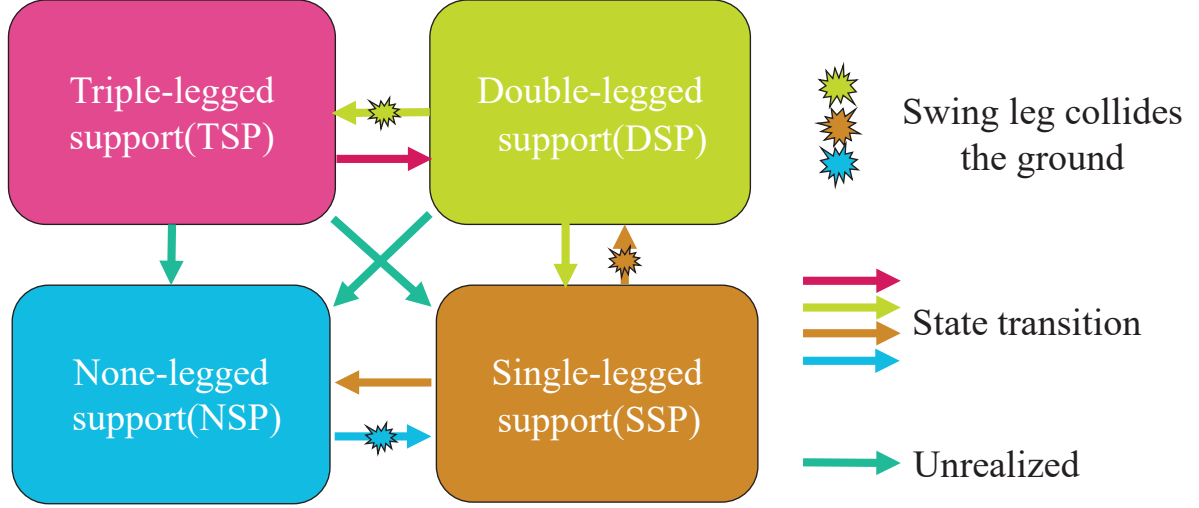 Triple-legged
support(TSP)
Double-legged
support(DSP)
Swing leg collides
the ground
None-legged
support(NSP)
Single-legged
support(SSP)
State transition
Unrealized